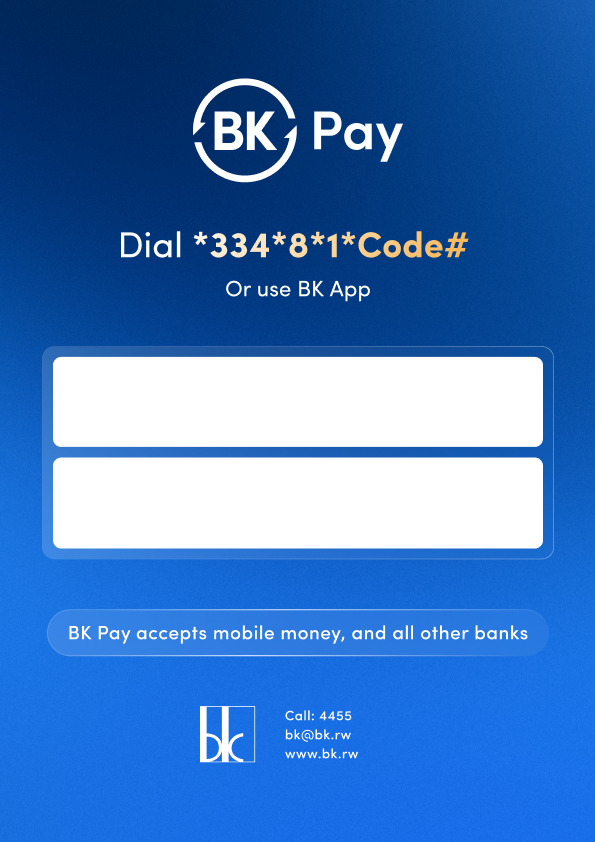 BK Pay
Dial *334*8*1*Code#
Or use BK App
BK Pay accepts mobile money, and all other banks
bk
Call: 4455
bk@bk.rw
www.bk.rw